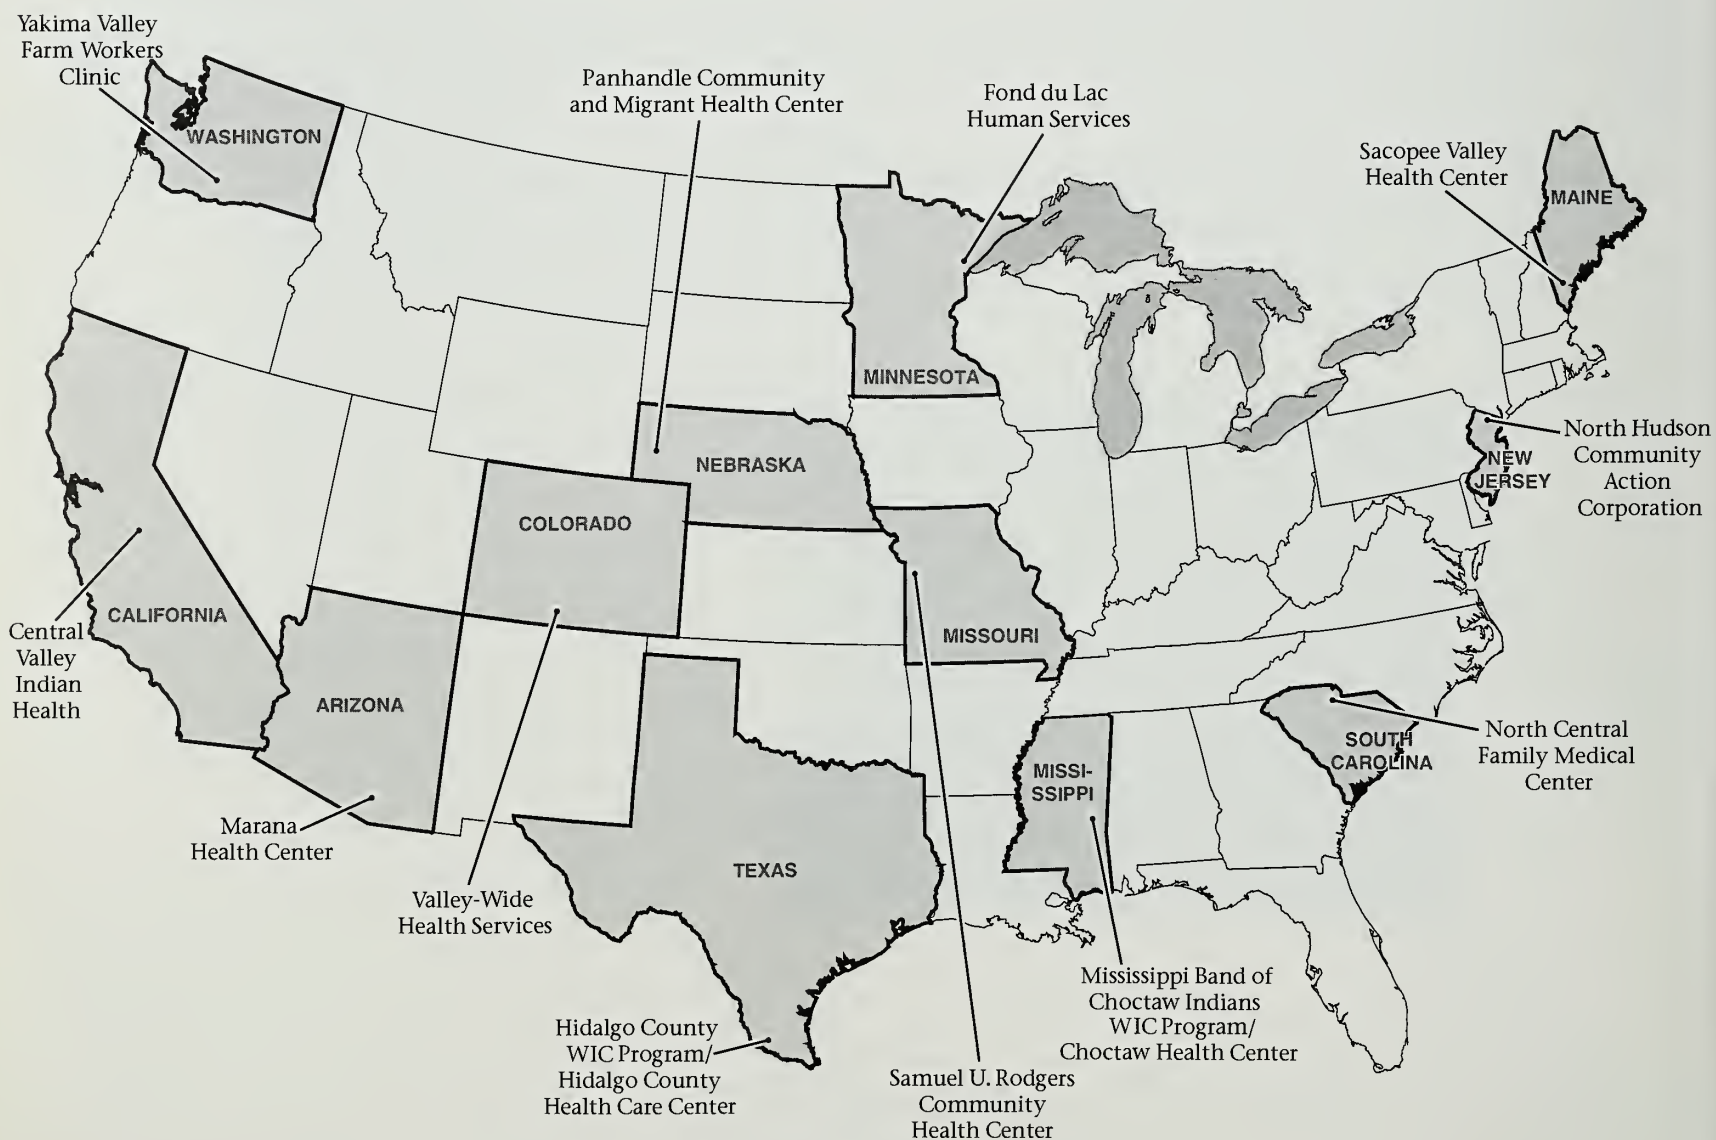 Yakima Valley
Farm Workers
Clinic
WASHINGTON
Panhandle Community
and Migrant Health Center
Fond du Lac
Human Services
Sacopee Valley
Health Center
MAINE
MINNESOTA
NEBRASKA
COLORADO
North Hudson
Community
Action
Corporation
NEW
JERSEY
CALIFORNIA
Central
Valley
Indian
Health
ARIZONA
MISSOURI
North Central
Family Medical
Center
SOUTH
CAROLINA
MISSI-
SSIPPI
Marana
Health Center
TEXAS
Valley-Wide
Health Services
Mississippi Band of
Choctaw Indians
WIC Program/
Choctaw Health Center
Hidalgo County
WIC Program/
Hidalgo County
Health Care Center
Samuel U. Rodgers
Community
Health Center